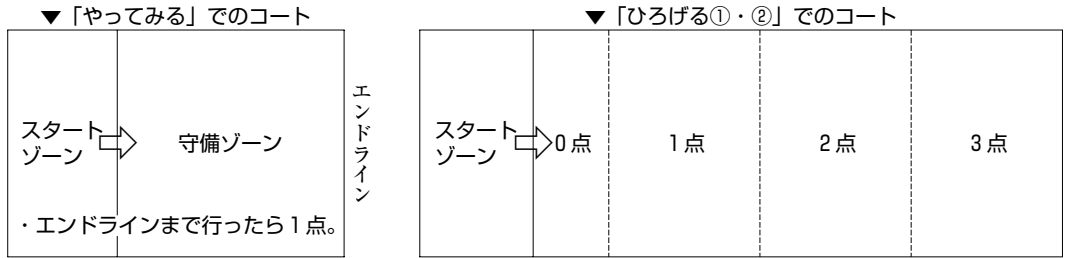 ▼「やってみる」でのコート
スタート
ゾーン
守備ゾーン
・エンドラインまで行ったら1点。
エンドライン
▼「ひろげる①・②」でのコート
スタート
ゾーン
0点
1点
2点
3点